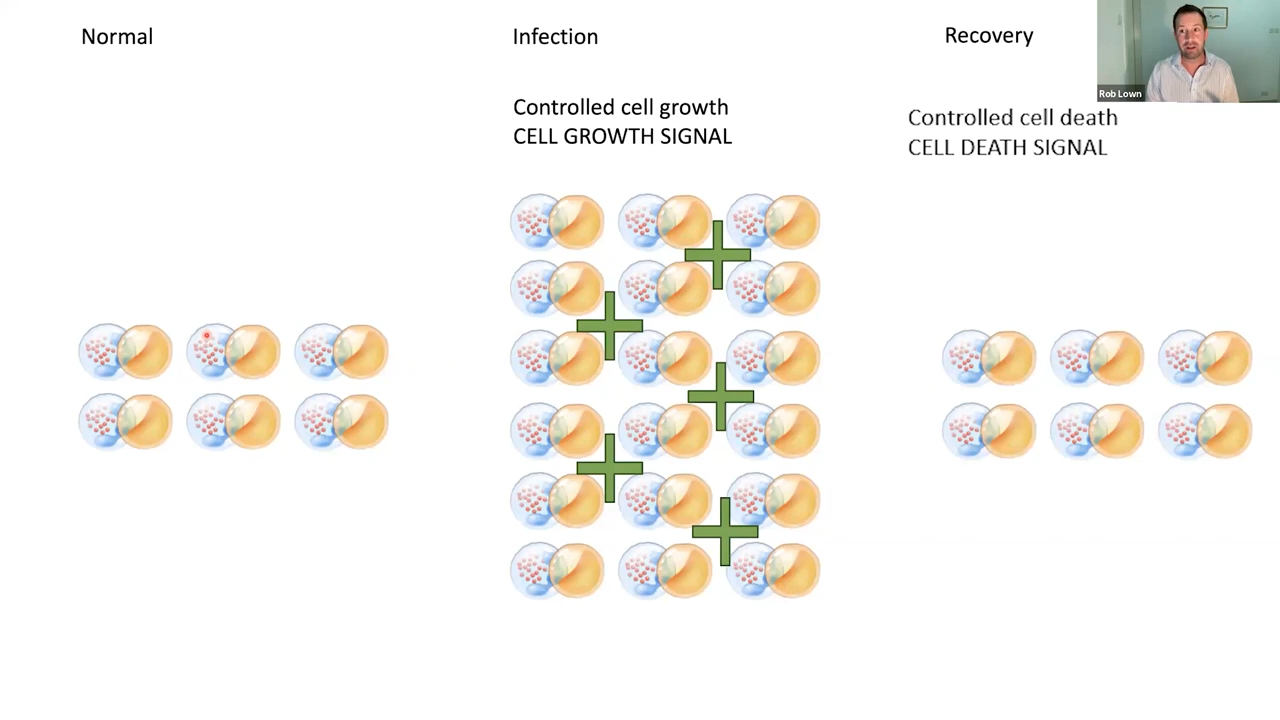 Normal
Infection
Recovery
Rob Lown
Controlled cell growth
CELL GROWTH SIGNAL
Controlled cell death
CELL DEATH SIGNAL